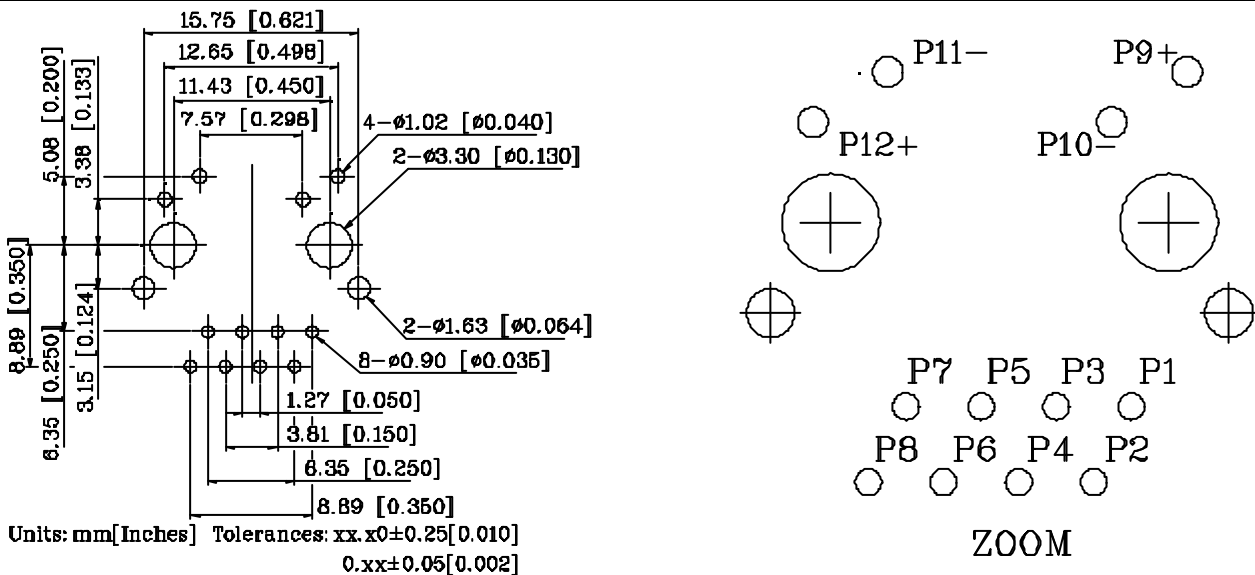 15.75 [0.621]
12.65 [0.498]
11.43 [0.450]
7.57 [0.298]
5.08 [0.200]
3.38 [0.133]
4-ø1.02 [ø0.040]
2-ø3.30 [ø0.130]
8.89 [0.350]
6.35 [0.250]
3.15 [0.124]
2-ø1.63 [ø0.064]
8-ø0.90 [ø0.035]
1.27 [0.050]
3.81 [0.150]
6.35 [0.250]
8.89 [0.350]
Units: mm[Inches] Tolerances: xx.x0±0.25[0.010]
0.xx±0.05[0.002]
P11- P9+
P12+ P10-
P7 P5 P3 P1
P8 P6 P4 P2
ZOOM